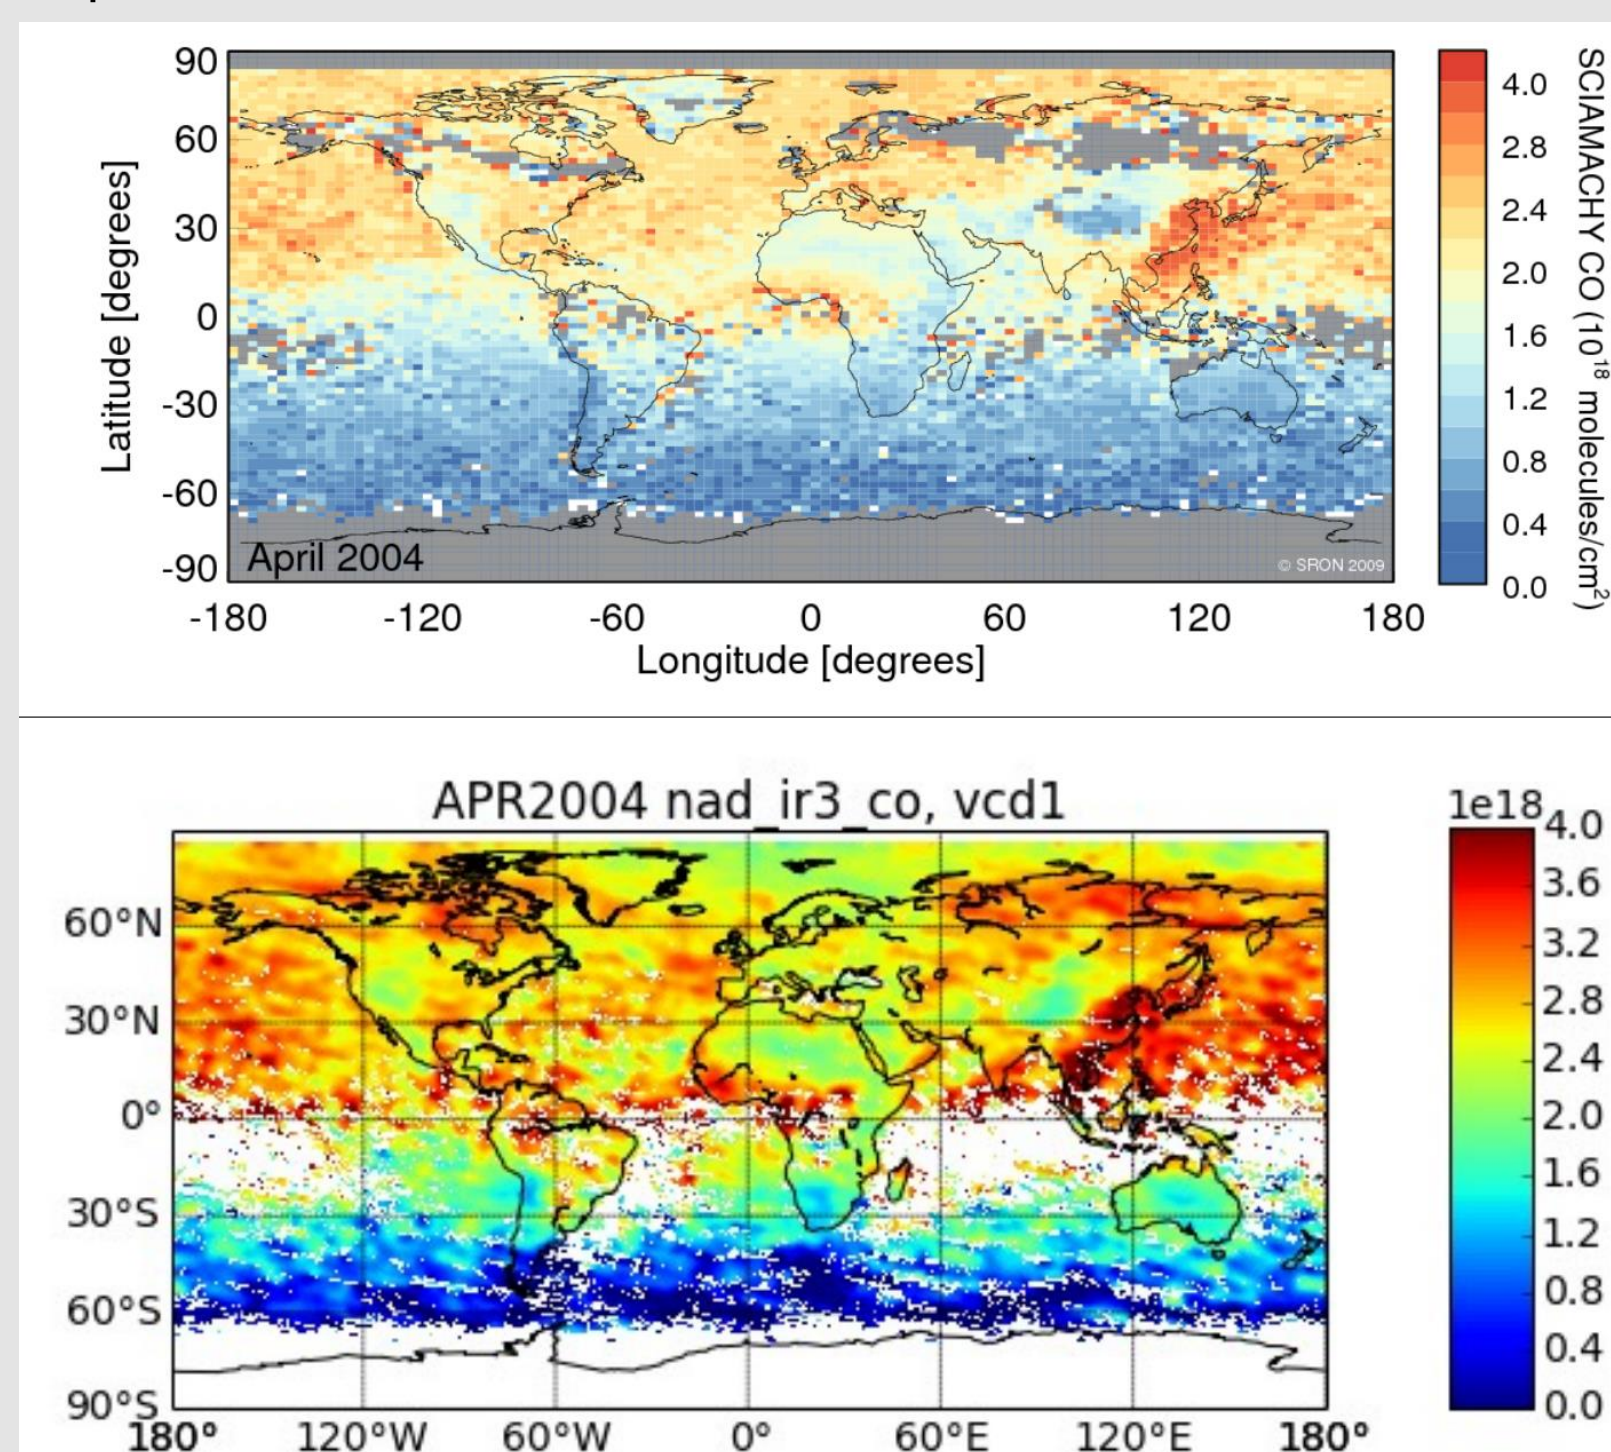 90
60
30
0
-30
-60
-90
Latitude [degrees]
April 2004
© SRON 2009
-180 -120 -60 0 60 120 180
Longitude [degrees]
4.0
2.8
2.4
2.0
1.6
1.2
0.8
0.4
0.0
SCIAMACHY CO (10¹⁸ molecules/cm²)
APR2004 nad_ir3_co, vcd1
60°N
30°N
0°
30°S
60°S
90°S
180° 120°W 60°W 0° 60°E 120°E 180°
1e18
4.0
3.6
3.2
2.8
2.4
2.0
1.6
1.2
0.8
0.4
0.0